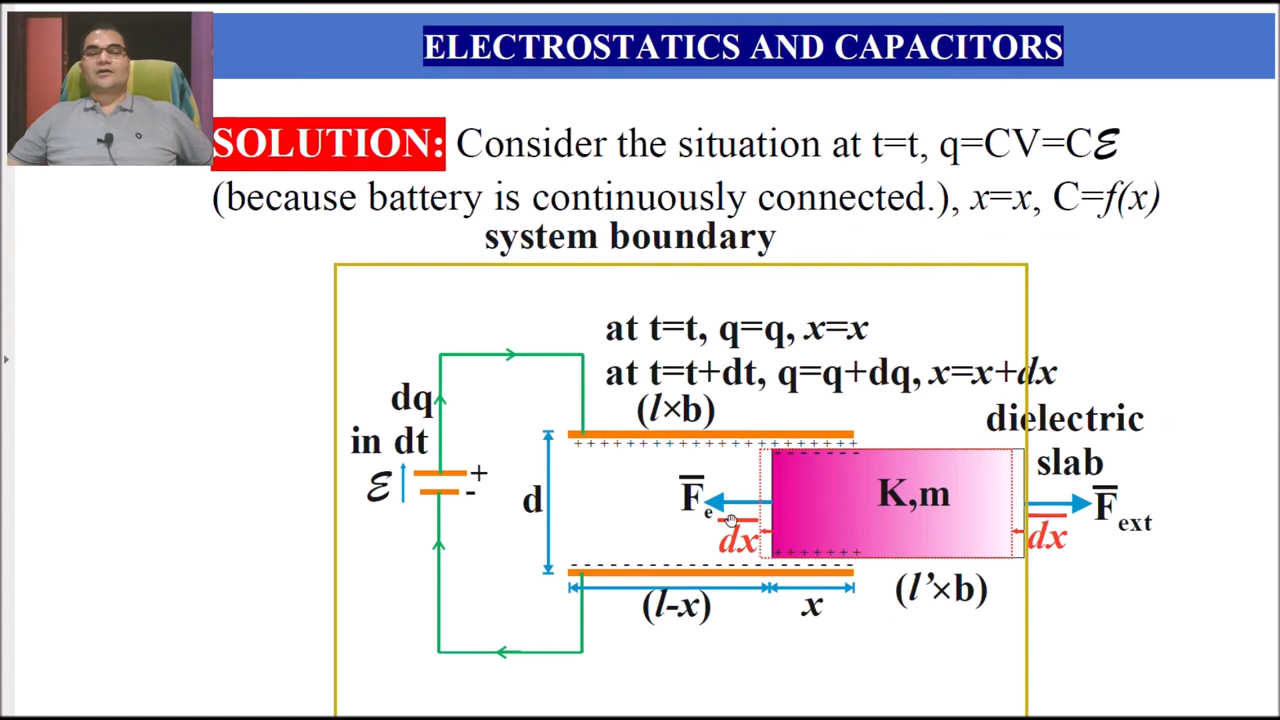 ELECTROSTATICS AND CAPACITORS
SOLUTION: Consider the situation at t=t, q=CV=Cℰ
(because battery is continuously connected.), x=x, C=f(x)
system boundary
at t=t, q=q, x=x
at t=t+dt, q=q+dq, x=x+dx
(l×b)
dq
in dt
ℰ
+
-
d
+ + + + + + + + + + + + + + + + + + + + + + + +
- - - - - - -
F̅e
dx
K,m
dielectric
slab
F̅ext
dx
+ + + + + + +
- - - - - - - - - - - - - - - - - - - - - - - -
(l-x)
x
(l’×b)